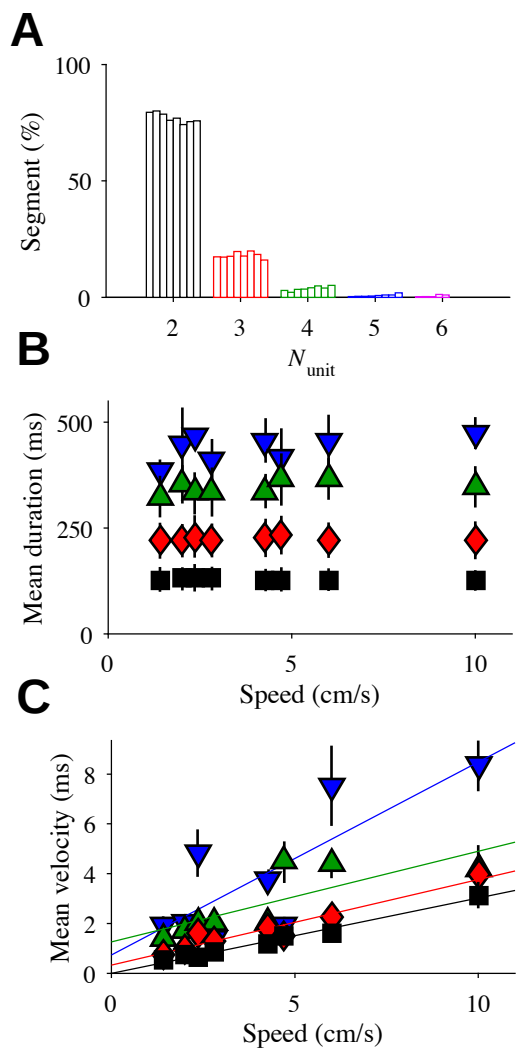 A
100
50
0
Segment (%)
2 3 4 5 6
N_unit
B
500
250
0
Mean duration (ms)
0 5 10
Speed (cm/s)
C
8
6
4
2
0
Mean velocity (ms)
0 5 10
Speed (cm/s)